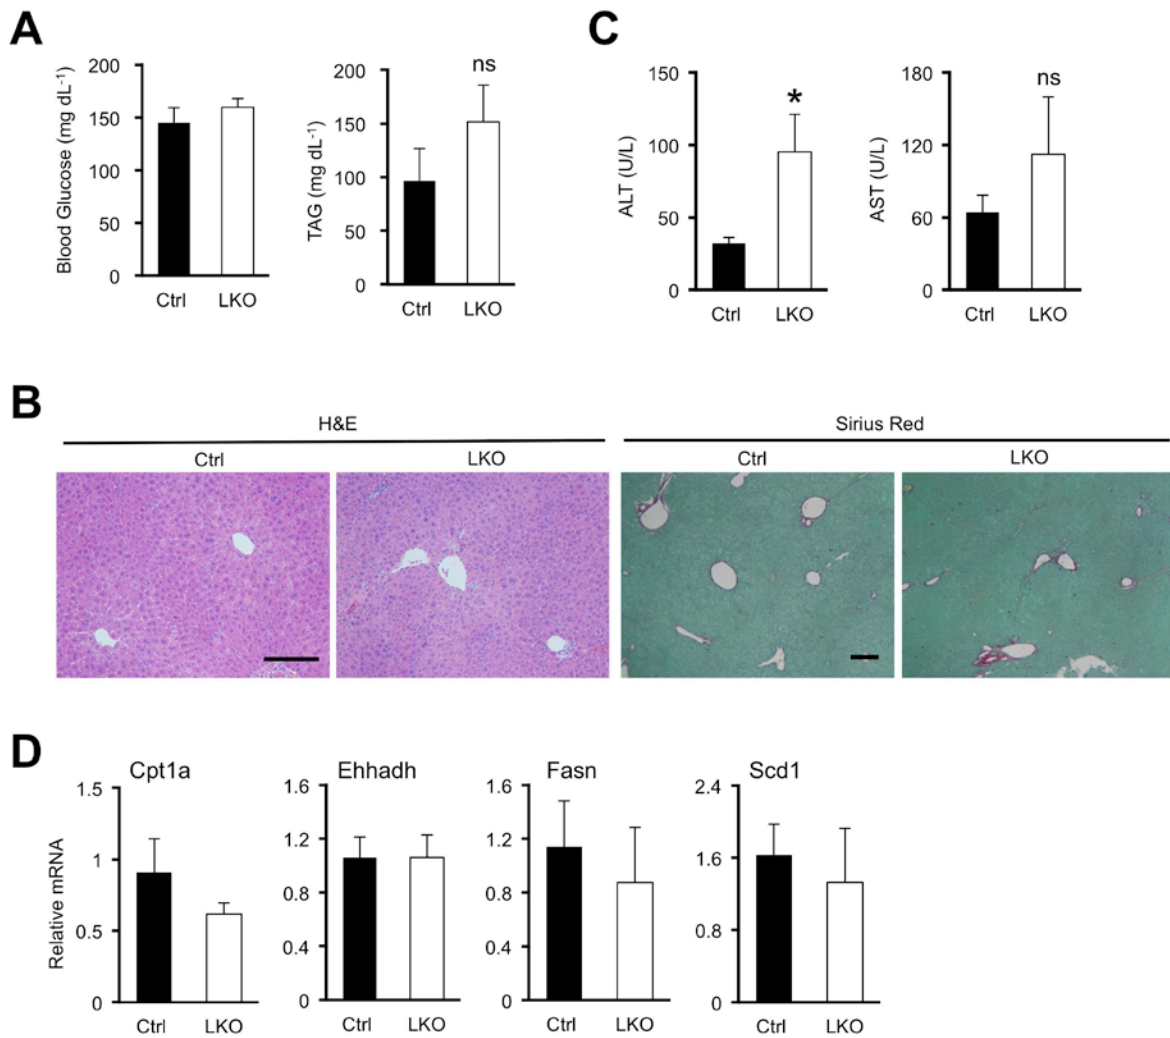 A
Blood Glucose (mg dL-1)
200
150
100
50
0
Ctrl LKO
TAG (mg dL-1)
200
150
100
50
0
ns
Ctrl LKO
C
ALT (U/L)
150
100
50
0
*
Ctrl LKO
AST (U/L)
180
120
60
0
ns
Ctrl LKO
B
H&E
Ctrl LKO
Sirius Red
Ctrl LKO
D
Relative mRNA
Cpt1a
1.5
1
0.5
0
Ctrl LKO
Ehhadh
1.6
1.2
0.8
0.4
0
Ctrl LKO
Fasn
1.6
1.2
0.8
0.4
0
Ctrl LKO
Scd1
2.4
1.6
0.8
0
Ctrl LKO